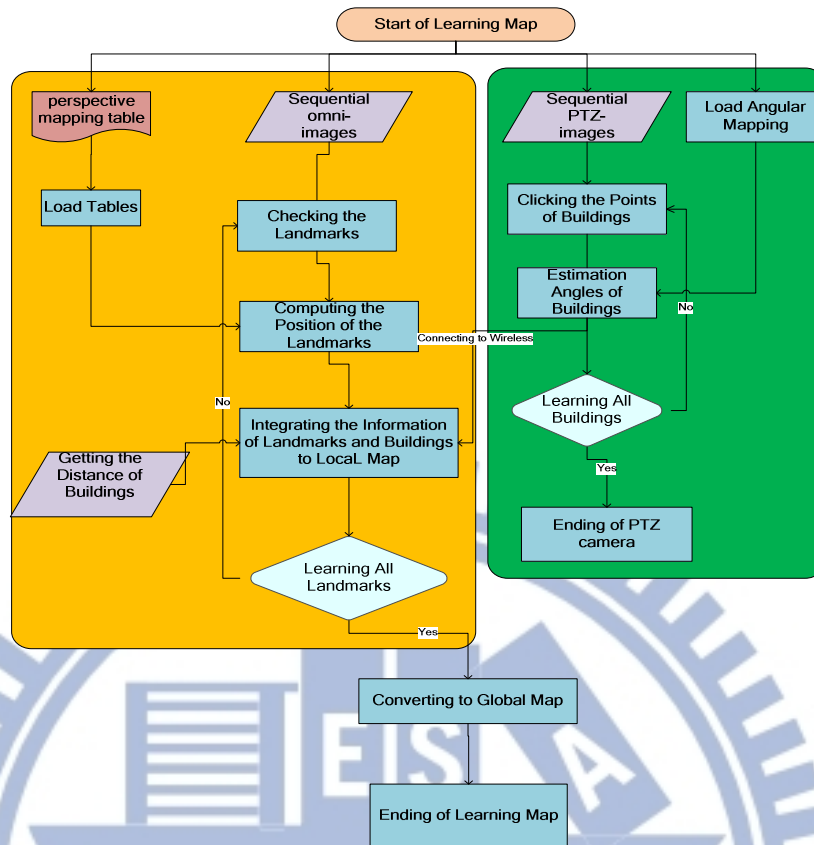 Start of Learning Map
perspective
mapping table
Sequential
omni-
images
Sequential
PTZ-
images
Load Angular
Mapping
Load Tables
Checking the
Landmarks
Clicking the Points
of Buildings
Estimation
Angles of
Buildings
No
Computing the
Position of the
Landmarks
Connecting to Wireless
No
Integrating the Information
of Landmarks and Buildings
to LocaL Map
Learning All
Buildings
Getting the
Distance of
Buildings
Yes
Ending of PTZ
camera
Learning All
Landmarks
Yes
Converting to Global Map
E S A
Ending of Learning Map